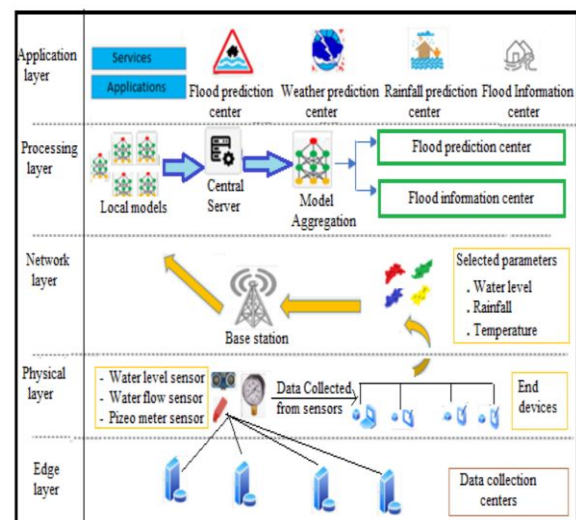 Application
layer
Services
Applications
Flood prediction
center
Weather prediction
center
Rainfall prediction
center
Flood Information
center
Processing
layer
Local models
Central
Server
Model
Aggregation
Flood prediction center
Flood information center
Network
layer
Base station
Selected parameters
. Water level
. Rainfall
. Temperature
Physical
layer
- Water level sensor
- Water flow sensor
- Pizeo meter sensor
Data Collected
from sensors
End
devices
Edge
layer
Data collection
centers